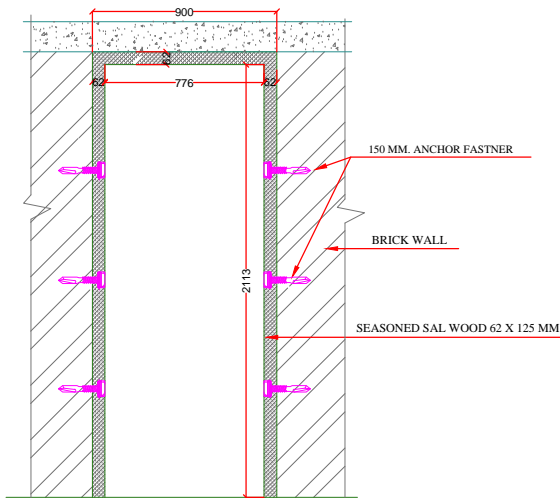 900
62
62
776
62
150 MM. ANCHOR FASTNER
BRICK WALL
2113
SEASONED SAL WOOD 62 X 125 MM